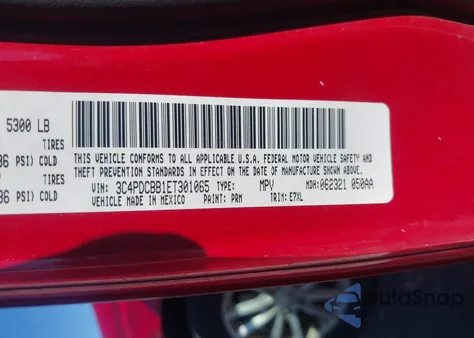 5300 LB
TIRES
36 PSI) COLD
TIRES
36 PSI) COLD
THIS VEHICLE CONFORMS TO ALL APPLICABLE U.S.A. FEDERAL MOTOR VEHICLE SAFETY AND
THEFT PREVENTION STANDARDS IN EFFECT ON THE DATE OF MANUFACTURE SHOWN ABOVE.
VIN: 3C4PDCBB1ET301065 TYPE: MPV MDH: 062321 050AA
VEHICLE MADE IN MEXICO PAINT: PRM TRIM: E7XL
AutoSnap